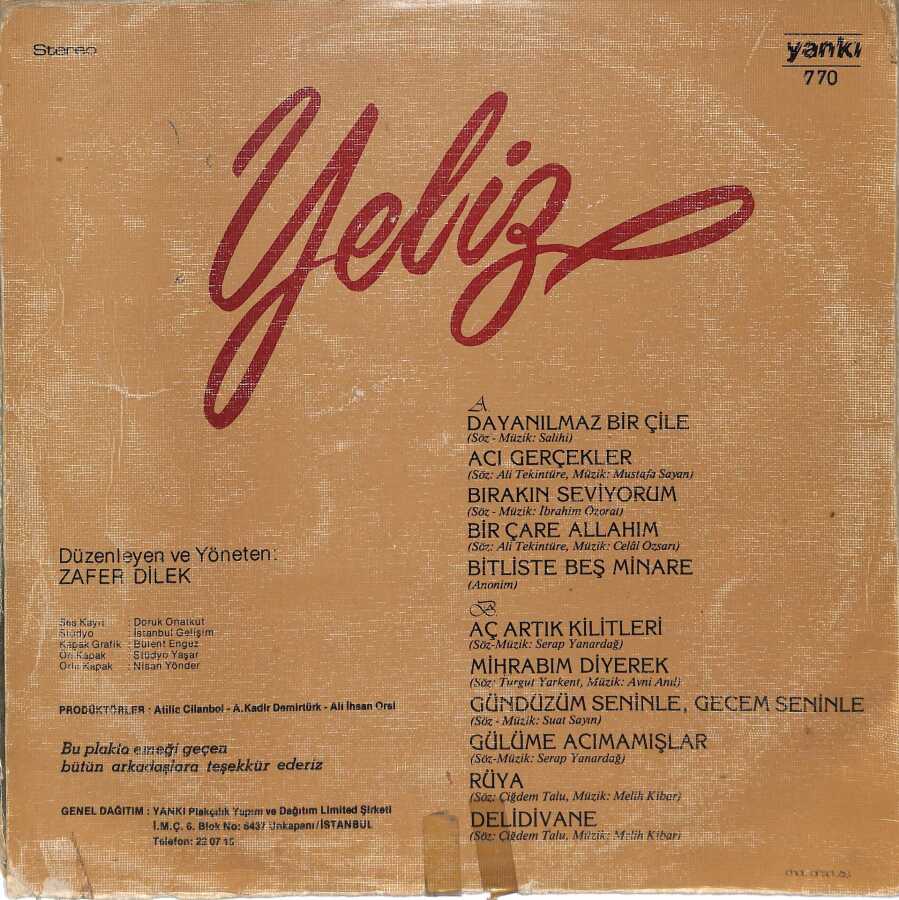 Stereo
yankı
770
Yeliz
A
DAYANILMAZ BİR ÇİLE
(Söz - Müzik: Salihi)
ACI GERÇEKLER
(Söz: Ali Tekintüre, Müzik: Mustafa Sayan)
BIRAKIN SEVİYORUM
(Söz - Müzik: İbrahim Özorai)
BİR ÇARE ALLAHIM
(Söz: Ali Tekintüre, Müzik: Celâl Özsarı)
BİTLİSTE BEŞ MİNARE
(Anonim)
B
AÇ ARTIK KİLİTLERİ
(Söz-Müzik: Serap Yanardağ)
MİHRABIM DİYEREK
(Söz: Turgut Yarkent, Müzik: Avni Anıl)
GÜNDÜZÜM SENİNLE, GECEM SENİNLE
(Söz - Müzik: Suat Sayın)
GÜLÜME ACIMAMIŞLAR
(Söz-Müzik: Serap Yanardağ)
RÜYA
(Söz: Çiğdem Talu, Müzik: Melih Kibar)
DELİDİVANE
(Söz: Çiğdem Talu, Müzik: Melih Kibar)
Düzenleyen ve Yöneten:
ZAFER DİLEK
Ses Kayıt : Doruk Onatkut
Stüdyo : İstanbul Gelişim
Kapak Grafik : Bülent Engez
Ön Kapak : Stüdyo Yaşar
Orta Kapak : Nisan Yönder
PRODÜKTÖRLER : Atilla Cilanbol - A.Kadir Demirtürk - Ali İhsan Orsl
Bu plakla emeği geçen
bütün arkadaşlara teşekkür ederiz
GENEL DAĞITIM : YANKI Plakçılık Yapım ve Dağıtım Limited Şirketi
İ.M.Ç. 6. Blok No: 6437 Unkapanı/İSTANBUL
Telefon: 22 07 15